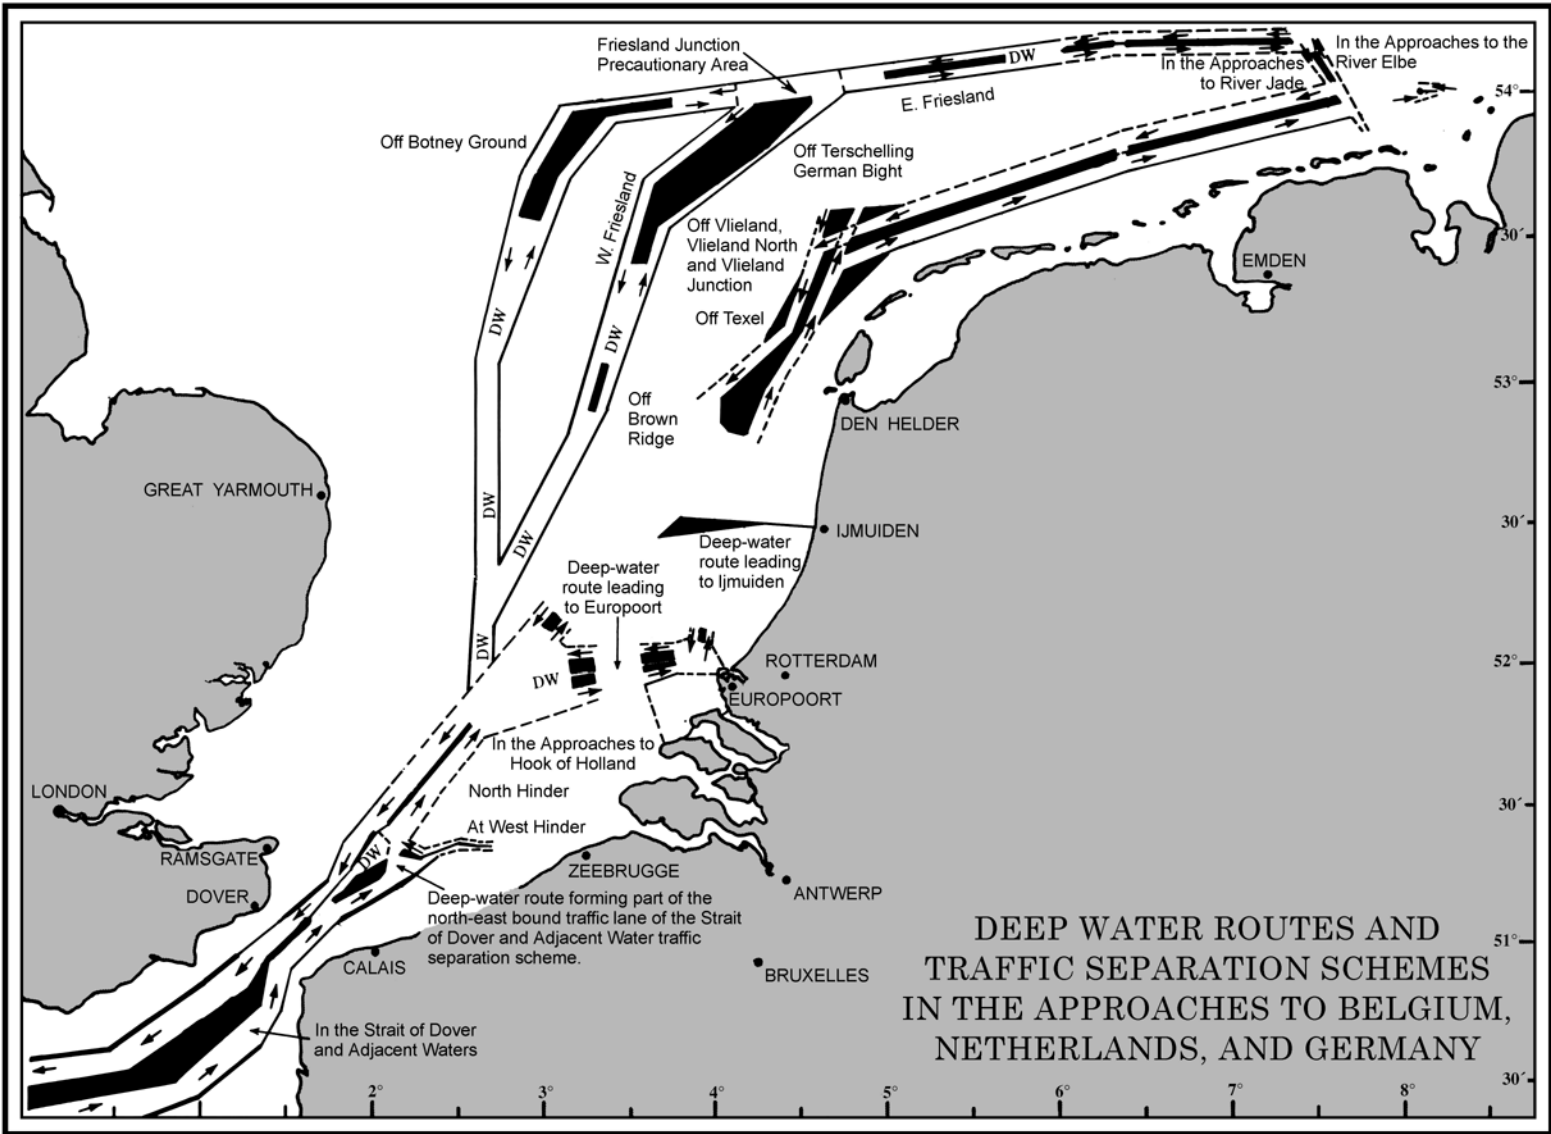 Friesland Junction
Precautionary Area
In the Approaches to the
River Elbe
In the Approaches
to River Jade
DW
54°
E. Friesland
Off Botney Ground
Off Terschelling
German Bight
W. Friesland
Off Vlieland,
Vlieland North
and Vlieland
Junction
30´
EMDEN
DW
Off Texel
DW
53°
Off
Brown
Ridge
DEN HELDER
GREAT YARMOUTH
DW
30´
IJMUIDEN
DW
Deep-water
route leading
to Ijmuiden
Deep-water
route leading
to Europoort
DW
ROTTERDAM
52°
DW
EUROPOORT
In the Approaches to
Hook of Holland
LONDON
North Hinder
30´
At West Hinder
RAMSGATE
DW
ZEEBRUGGE
DOVER
ANTWERP
Deep-water route forming part of the
north-east bound traffic lane of the Strait
of Dover and Adjacent Water traffic
separation scheme.
CALAIS
BRUXELLES
51°
In the Strait of Dover
and Adjacent Waters
DEEP WATER ROUTES AND
TRAFFIC SEPARATION SCHEMES
IN THE APPROACHES TO BELGIUM,
NETHERLANDS, AND GERMANY
30´
2° 3° 4° 5° 6° 7° 8°